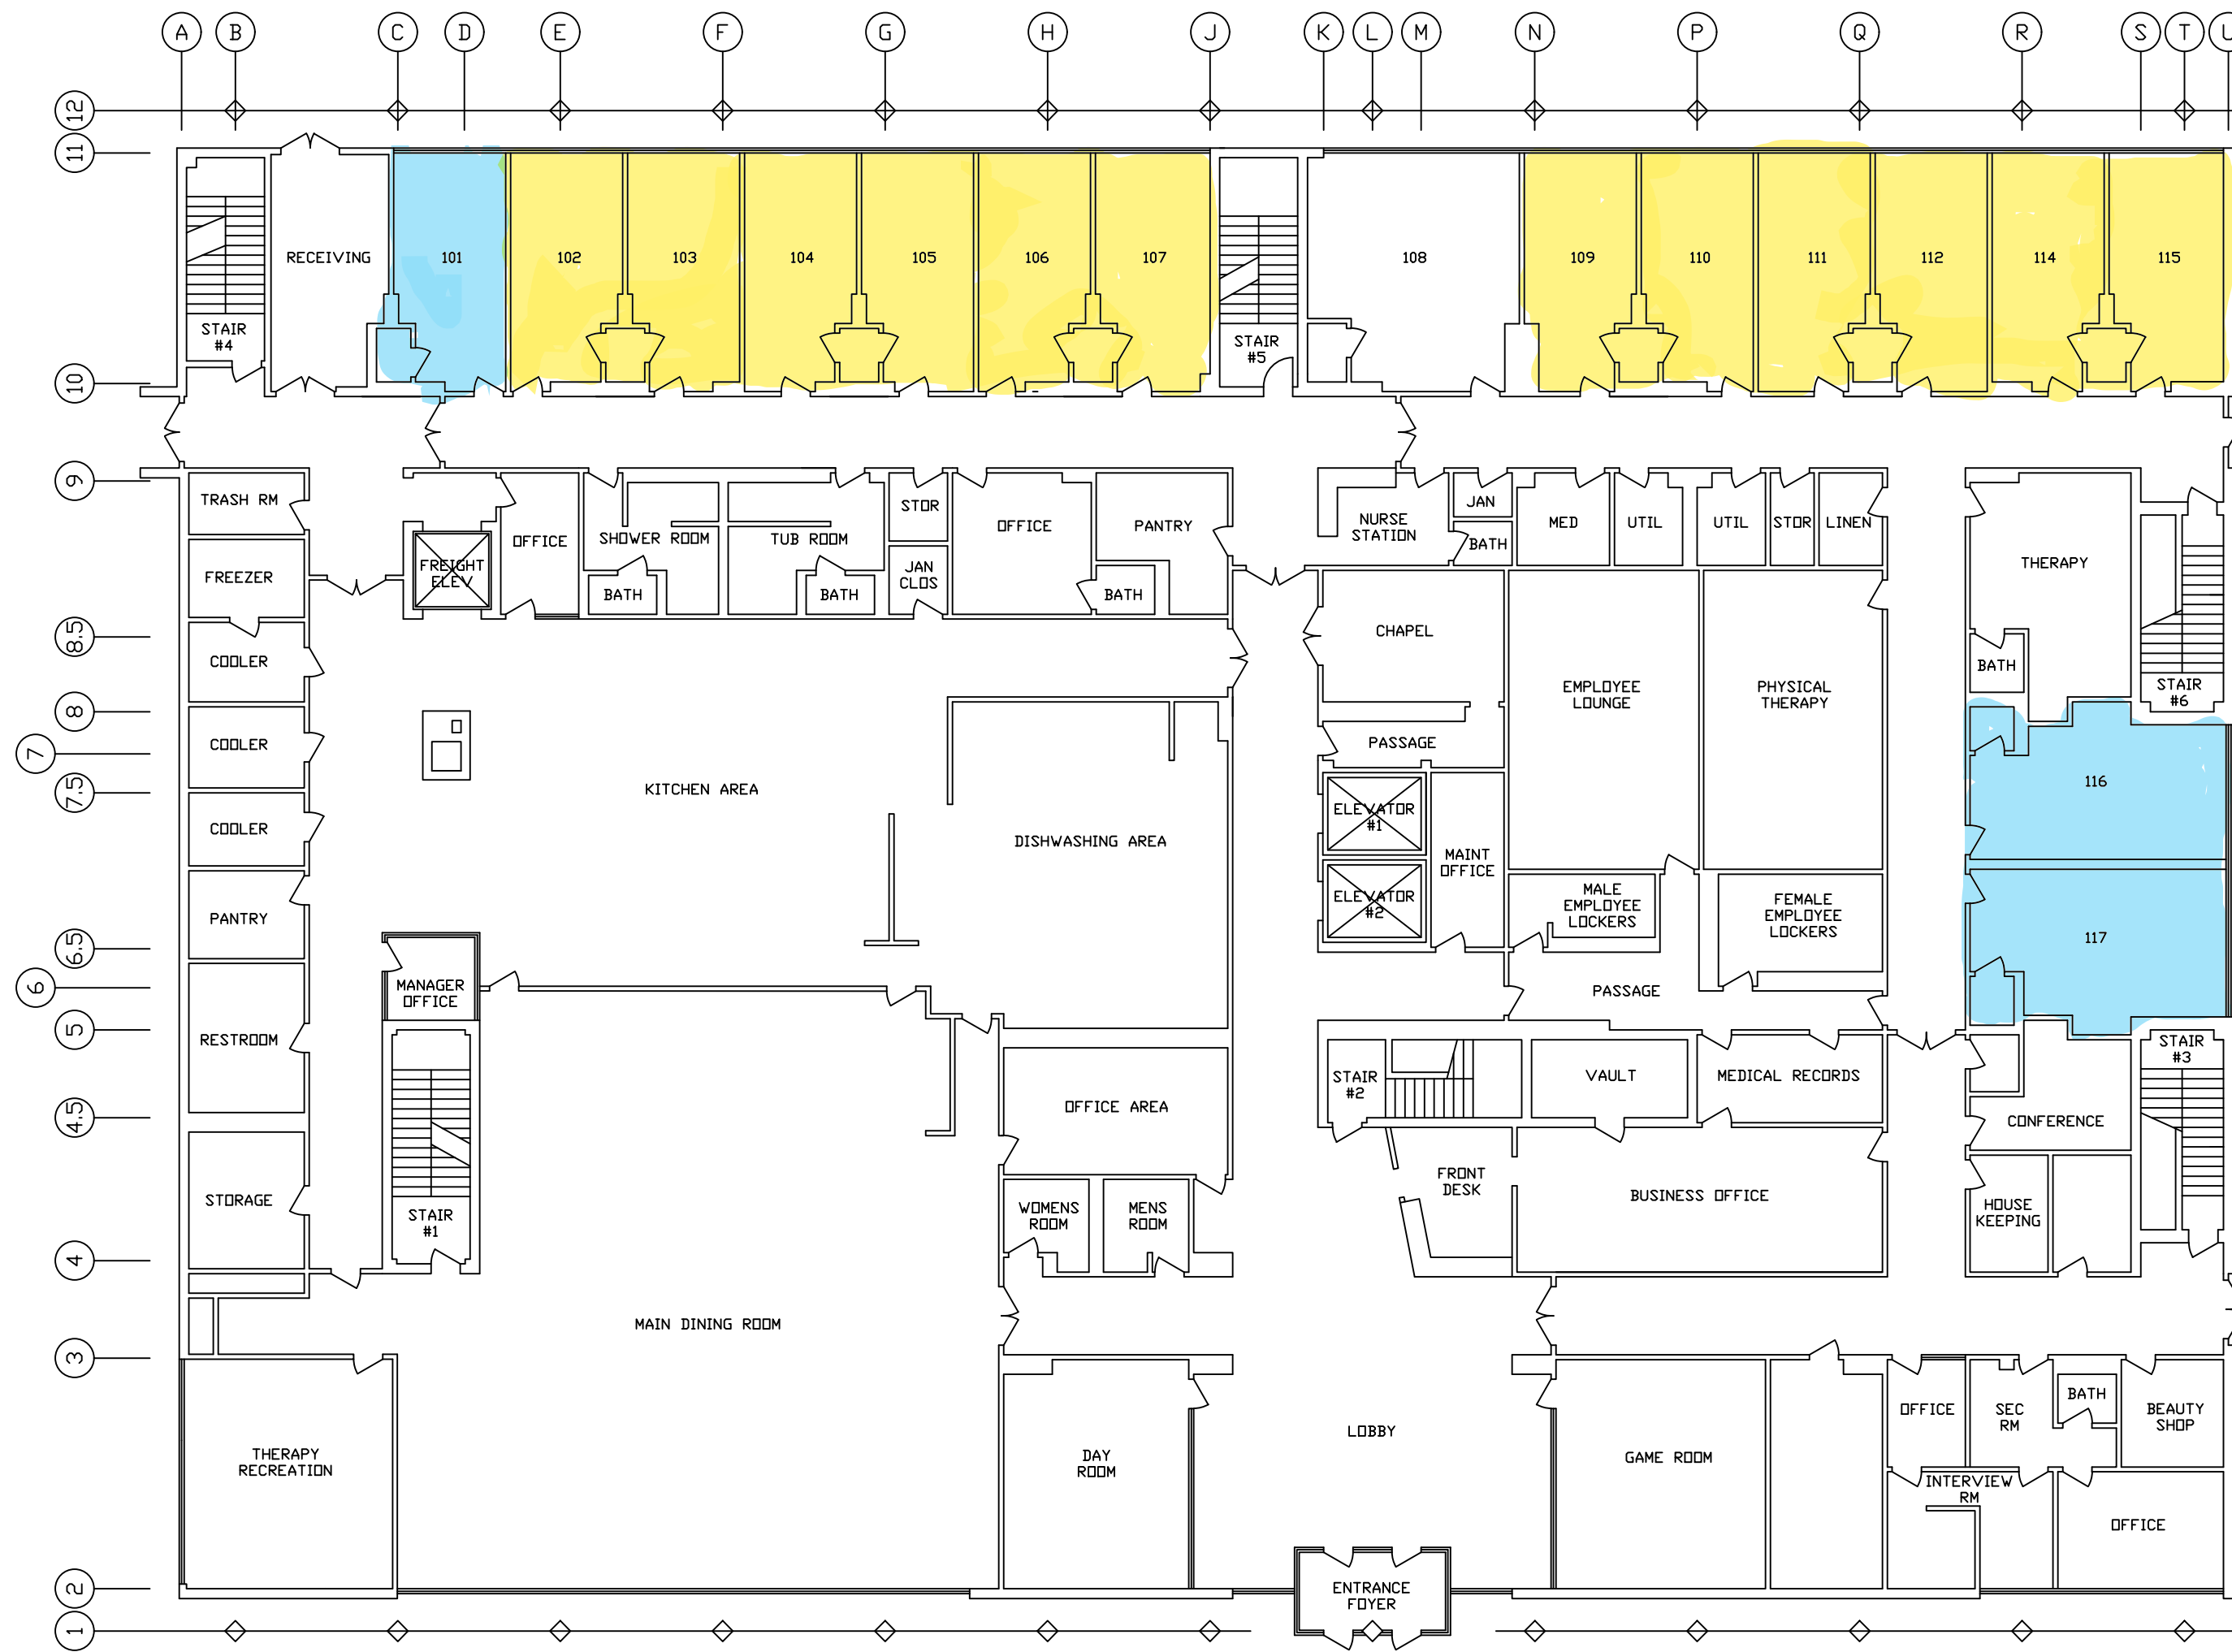 A B C D E F G H J K L M N P Q R S T U
12
11
RECEIVING 101 102 103 104 105 106 107 108 109 110 111 112 114 115
STAIR
#4
STAIR
#5
10
9
TRASH RM
STOR
JAN
OFFICE
SHOWER ROOM
TUB ROOM
OFFICE
PANTRY
NURSE
STATION
MED
UTIL
UTIL
STOR
LINEN
BATH
FREIGHT
ELEV
FREEZER
JAN
CLOS
BATH
BATH
BATH
THERAPY
8.5
COOLER
CHAPEL
BATH
EMPLOYEE
LOUNGE
PHYSICAL
THERAPY
STAIR
#6
8
7
COOLER
PASSAGE
7.5
KITCHEN AREA
116
COOLER
ELEVATOR
#1
DISHWASHING AREA
MAINT
OFFICE
ELEVATOR
#2
MALE
EMPLOYEE
LOCKERS
FEMALE
EMPLOYEE
LOCKERS
PANTRY
6.5
117
6
MANAGER
OFFICE
PASSAGE
5
RESTROOM
STAIR
#3
STAIR
#2
VAULT
MEDICAL RECORDS
4.5
OFFICE AREA
CONFERENCE
FRONT
DESK
BUSINESS OFFICE
STORAGE
STAIR
#1
WOMENS
ROOM
MENS
ROOM
HOUSE
KEEPING
4
MAIN DINING ROOM
3
BATH
OFFICE
SEC
RM
BEAUTY
SHOP
LOBBY
THERAPY
RECREATION
DAY
ROOM
GAME ROOM
INTERVIEW
RM
OFFICE
2
ENTRANCE
FOYER
1